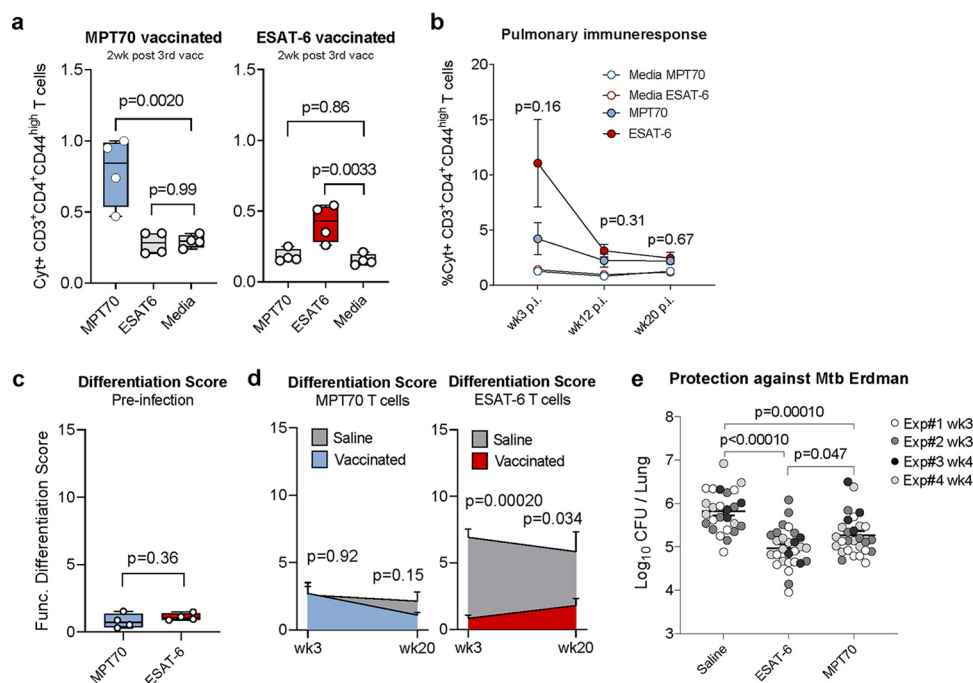 a
MPT70 vaccinated
2wk post 3rd vacc
Cyt+ CD3+CD4+CD44high T cells
1.5
1.0
0.5
0.0
p=0.0020
p=0.99
MPT70
ESAT6
Media
ESAT-6 vaccinated
2wk post 3rd vacc
1.5
1.0
0.5
0.0
p=0.86
p=0.0033
MPT70
ESAT6
Media
b
Pulmonary immuneresponse
%Cyt+ CD3+CD4+CD44high T cells
20
15
10
5
0
Media MPT70
Media ESAT-6
MPT70
ESAT-6
p=0.16
p=0.31
p=0.67
wk3 p.i.
wk12 p.i.
wk20 p.i.
c
Differentiation Score
Pre-infection
Func. Differentiation Score
15
10
5
0
p=0.36
MPT70
ESAT-6
d
Differentiation Score
MPT70 T cells
15
10
5
0
Saline
Vaccinated
p=0.92
p=0.15
wk3
wk20
Differentiation Score
ESAT-6 T cells
15
10
5
0
Saline
Vaccinated
p=0.00020
p=0.034
wk3
wk20
e
Protection against Mtb Erdman
Log10 CFU / Lung
8
7
6
5
4
3
p=0.00010
p<0.00010
p=0.047
Exp#1 wk3
Exp#2 wk3
Exp#3 wk4
Exp#4 wk4
Saline
ESAT-6
MPT70